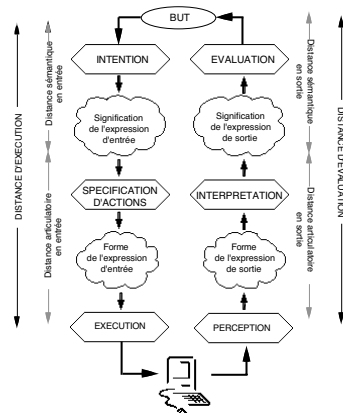 BUT
INTENTION
EVALUATION
Signification
de l'expression
d'entrée
Signification
de l'expression
de sortie
SPECIFICATION
D'ACTIONS
INTERPRETATION
Forme
de l'expression
d'entrée
Forme
de l'expression
de sortie
EXECUTION
PERCEPTION
DISTANCE D'EXECUTION
Distance sémantique
en entrée
Distance articulatoire
en entrée
Distance sémantique
en sortie
Distance articulatoire
en sortie
DISTANCE D'ÉVALUATION